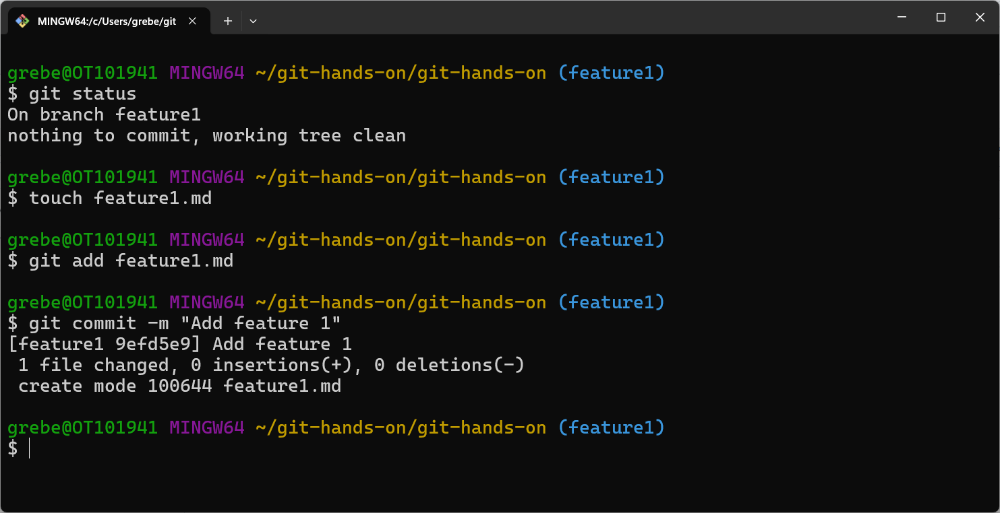 MINGW64:/c/Users/grebe/git
grebe@OT101941 MINGW64 ~/git-hands-on/git-hands-on (feature1)
$ git status
On branch feature1
nothing to commit, working tree clean
grebe@OT101941 MINGW64 ~/git-hands-on/git-hands-on (feature1)
$ touch feature1.md
grebe@OT101941 MINGW64 ~/git-hands-on/git-hands-on (feature1)
$ git add feature1.md
grebe@OT101941 MINGW64 ~/git-hands-on/git-hands-on (feature1)
$ git commit -m "Add feature 1"
[feature1 9efd5e9] Add feature 1
 1 file changed, 0 insertions(+), 0 deletions(-)
 create mode 100644 feature1.md
grebe@OT101941 MINGW64 ~/git-hands-on/git-hands-on (feature1)
$